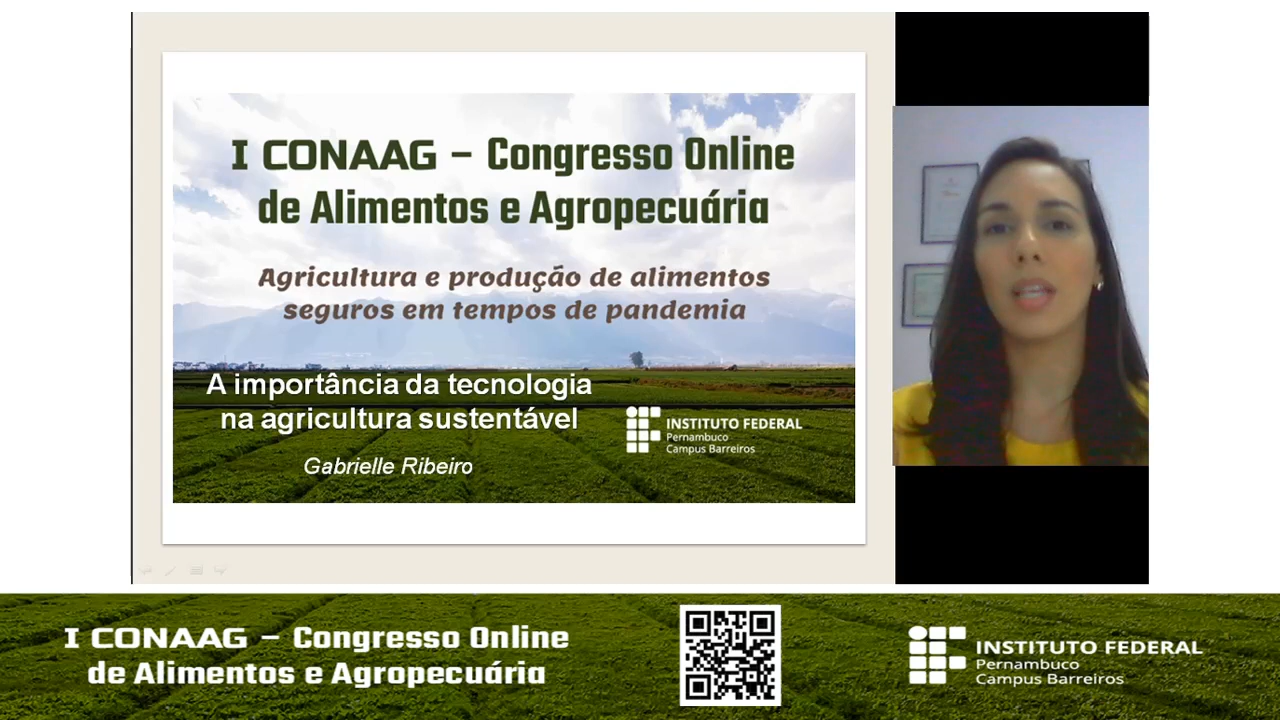 I CONAAG – Congresso Online
de Alimentos e Agropecuária
Agricultura e produção de alimentos
seguros em tempos de pandemia
A importância da tecnologia
na agricultura sustentável
Gabrielle Ribeiro
INSTITUTO FEDERAL
Pernambuco
Campus Barreiros
I CONAAG – Congresso Online
de Alimentos e Agropecuária
INSTITUTO FEDERAL
Pernambuco
Campus Barreiros